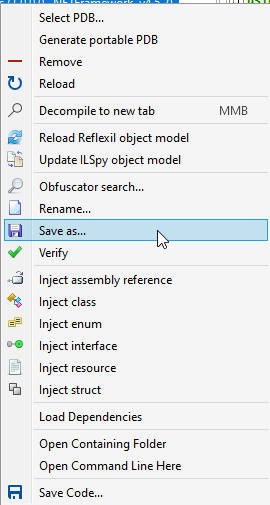 Select PDB...
Generate portable PDB
Remove
Reload
Decompile to new tab MMB
Reload Reflexil object model
Update ILSpy object model
Obfuscator search...
Rename...
Save as...
Verify
Inject assembly reference
Inject class
Inject enum
Inject interface
Inject resource
Inject struct
Load Dependencies
Open Containing Folder
Open Command Line Here
Save Code...